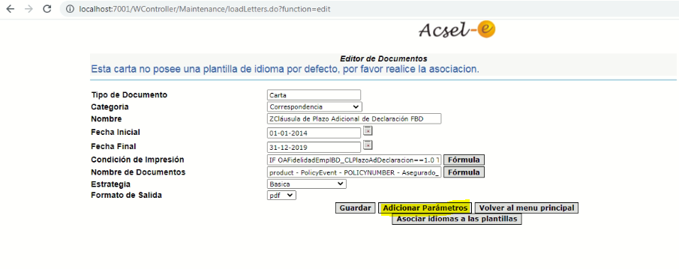 localhost:7001/WController/Maintenance/loadLetters.do?function=edit
Acsel-e
Editor de Documentos
Esta carta no posee una plantilla de idioma por defecto, por favor realice la asociacion.
Tipo de Documento Carta
Categoria Correspondencia
Nombre ZCláusula de Plazo Adicional de Declaración FBD
Fecha Inicial 01-01-2014
Fecha Final 31-12-2019
Condición de Impresión IF OAFidelidadEmplBD_CLPlazoAdDeclaracion==1.0 Fórmula
Nombre de Documentos product - PolicyEvent - POLICYNUMBER - Asegurado_ Fórmula
Estrategia Basica
Formato de Salida pdf
Guardar Adicionar Parámetros Volver al menu principal
Asociar idiomas a las plantillas